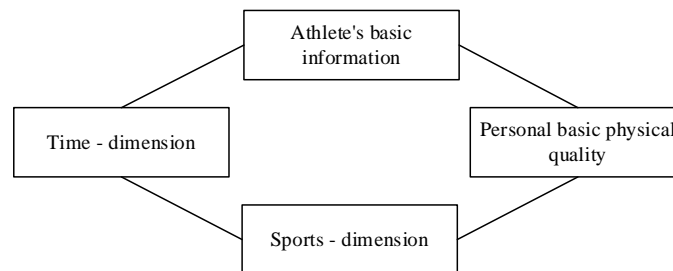 Athlete's basic
information
Time - dimension
Personal basic physical
quality
Sports - dimension